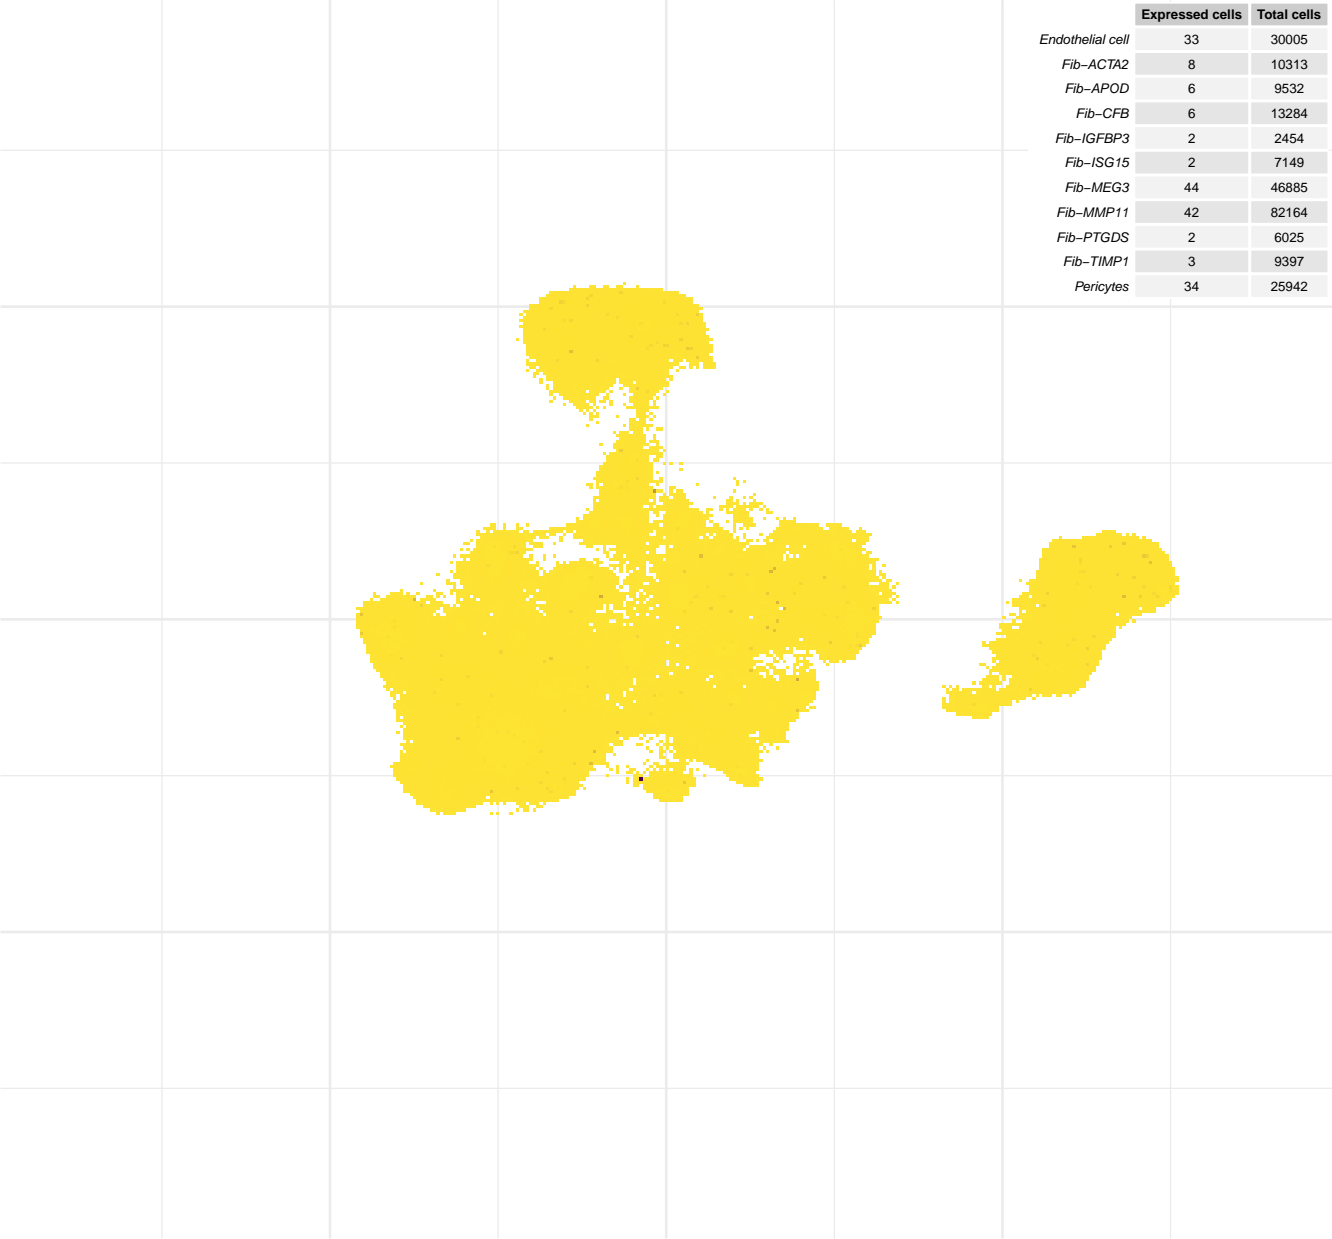 Expressed cells Total cells
Endothelial cell 33 30005
Fib−ACTA2 8 10313
Fib−APOD 6 9532
Fib−CFB 6 13284
Fib−IGFBP3 2 2454
Fib−ISG15 2 7149
Fib−MEG3 44 46885
Fib−MMP11 42 82164
Fib−PTGDS 2 6025
Fib−TIMP1 3 9397
Pericytes 34 25942